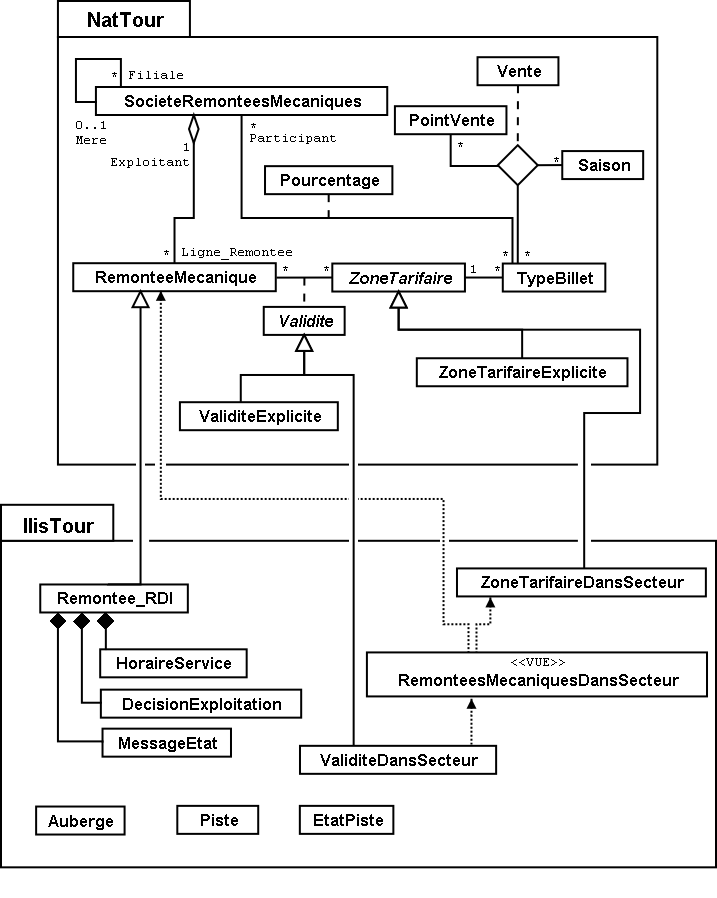 NatTour
Vente
* Filiale
SocieteRemonteesMecaniques
PointVente
0..1
Mere
1
Exploitant
*
Participant
*
* Saison
Pourcentage
* Ligne_Remontee
* *
RemonteeMecanique
* *
ZoneTarifaire
1 *
TypeBillet
Validite
ZoneTarifaireExplicite
ValiditeExplicite
IlisTour
ZoneTarifaireDansSecteur
Remontee_RDI
<<VUE>>
RemonteesMecaniquesDansSecteur
HoraireService
DecisionExploitation
MessageEtat
ValiditeDansSecteur
Auberge
Piste
EtatPiste